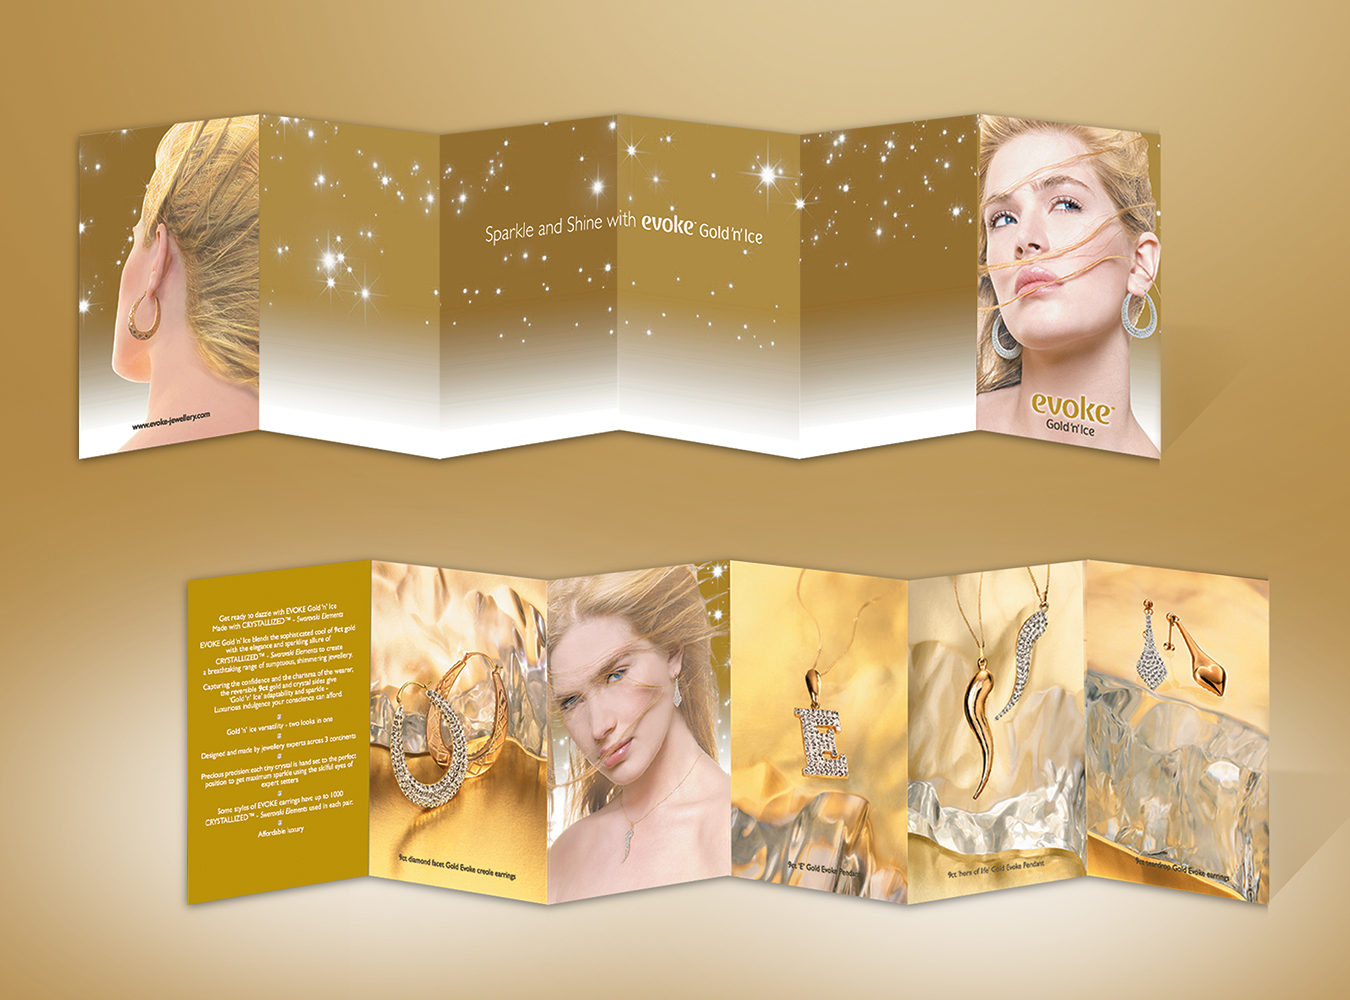 Sparkle and Shine with evoke™ Gold 'n' Ice
www.evoke-jewellery.com
evoke™
Gold 'n' Ice
Get ready to dazzle with EVOKE Gold 'n' Ice
Made with CRYSTALLIZED™ - Swarovski Elements
EVOKE Gold 'n' Ice blends the sophisticated cool of 9ct gold
with the elegance and sparkling allure of
CRYSTALLIZED™ - Swarovski Elements to create
a breathtaking range of sumptuous, shimmering jewellery.
Capturing the confidence and the charisma of the wearer,
the reversible 9ct gold and crystal sides give
'Gold 'n' Ice' adaptability and sparkle -
Luxurious indulgence your conscience can afford.
Gold 'n' ice versatility - two looks in one
Designed and made by jewellery experts across 3 continents
Precious precision: each tiny crystal is hand set to the perfect
position to get maximum sparkle using the skilful eyes of
expert setters
Some styles of EVOKE earrings have up to 1000
CRYSTALLIZED™ - Swarovski Elements used in each pair.
Affordable luxury
9ct diamond facet Gold Evoke creole earrings
9ct 'E' Gold Evoke Pendant
9ct 'horn of life' Gold Evoke Pendant
9ct teardrop Gold Evoke earrings